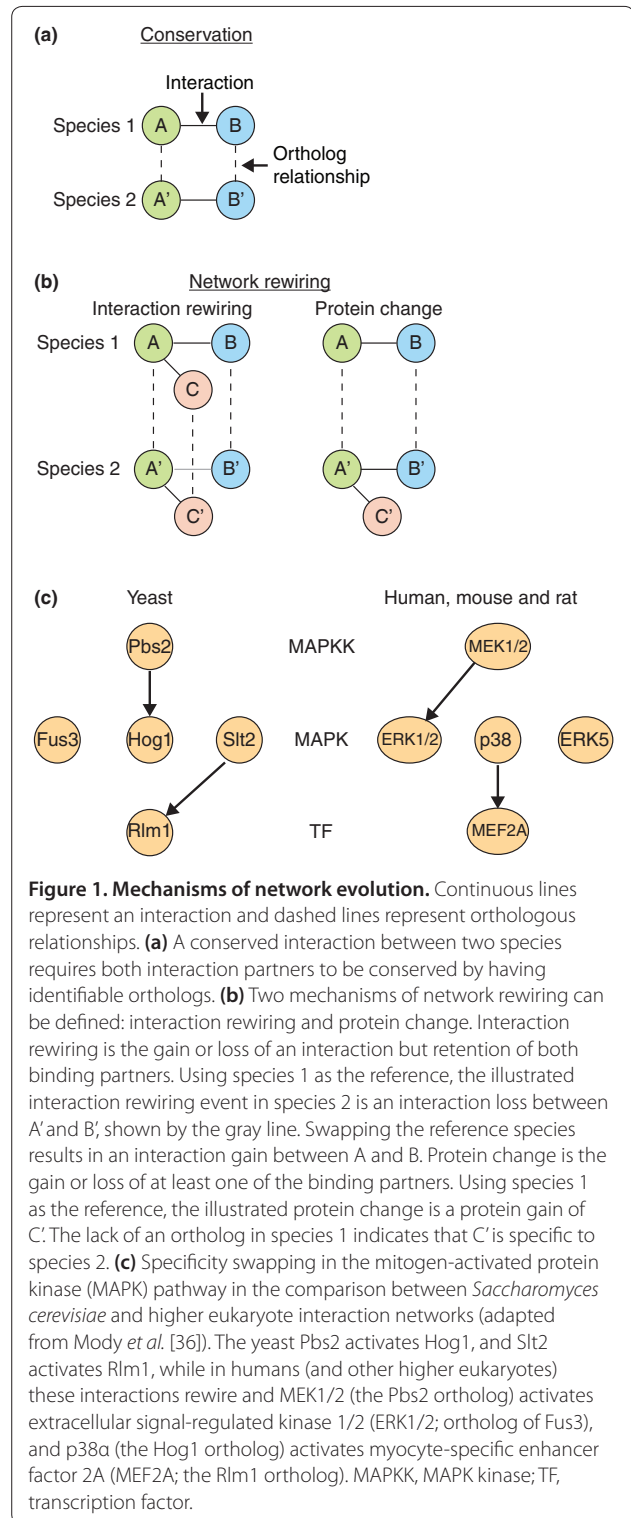 (a) Conservation
Interaction
Species 1 A B
Ortholog
relationship
Species 2 A' B'
(b) Network rewiring
Interaction rewiring Protein change
Species 1 A B A B
C
Species 2 A' B' A' B'
C' C'
(c) Yeast Human, mouse and rat
Pbs2 MAPKK MEK1/2
Fus3 Hog1 Slt2 MAPK ERK1/2 p38 ERK5
Rlm1 TF MEF2A
Figure 1. Mechanisms of network evolution. Continuous lines
represent an interaction and dashed lines represent orthologous
relationships. (a) A conserved interaction between two species
requires both interaction partners to be conserved by having
identifiable orthologs. (b) Two mechanisms of network rewiring can
be defined: interaction rewiring and protein change. Interaction
rewiring is the gain or loss of an interaction but retention of both
binding partners. Using species 1 as the reference, the illustrated
interaction rewiring event in species 2 is an interaction loss between
A' and B', shown by the gray line. Swapping the reference species
results in an interaction gain between A and B. Protein change is the
gain or loss of at least one of the binding partners. Using species 1
as the reference, the illustrated protein change is a protein gain of
C'. The lack of an ortholog in species 1 indicates that C' is specific to
species 2. (c) Specificity swapping in the mitogen-activated protein
kinase (MAPK) pathway in the comparison between Saccharomyces
cerevisiae and higher eukaryote interaction networks (adapted
from Mody et al. [36]). The yeast Pbs2 activates Hog1, and Slt2
activates Rlm1, while in humans (and other higher eukaryotes)
these interactions rewire and MEK1/2 (the Pbs2 ortholog) activates
extracellular signal-regulated kinase 1/2 (ERK1/2; ortholog of Fus3),
and p38α (the Hog1 ortholog) activates myocyte-specific enhancer
factor 2A (MEF2A; the Rlm1 ortholog). MAPKK, MAPK kinase; TF,
transcription factor.